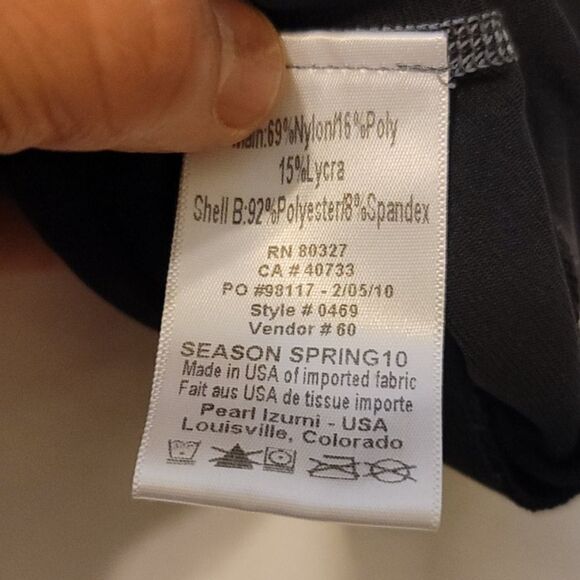 Main:69%Nylon/16%Poly
15%Lycra
Shell B:92%Polyester/8%Spandex
RN 80327
CA # 40733
PO #98117 - 2/05/10
Style # 0469
Vendor # 60
SEASON SPRING10
Made in USA of imported fabric
Fait aus USA de tissue importe
Pearl Izumi - USA
Louisville, Colorado